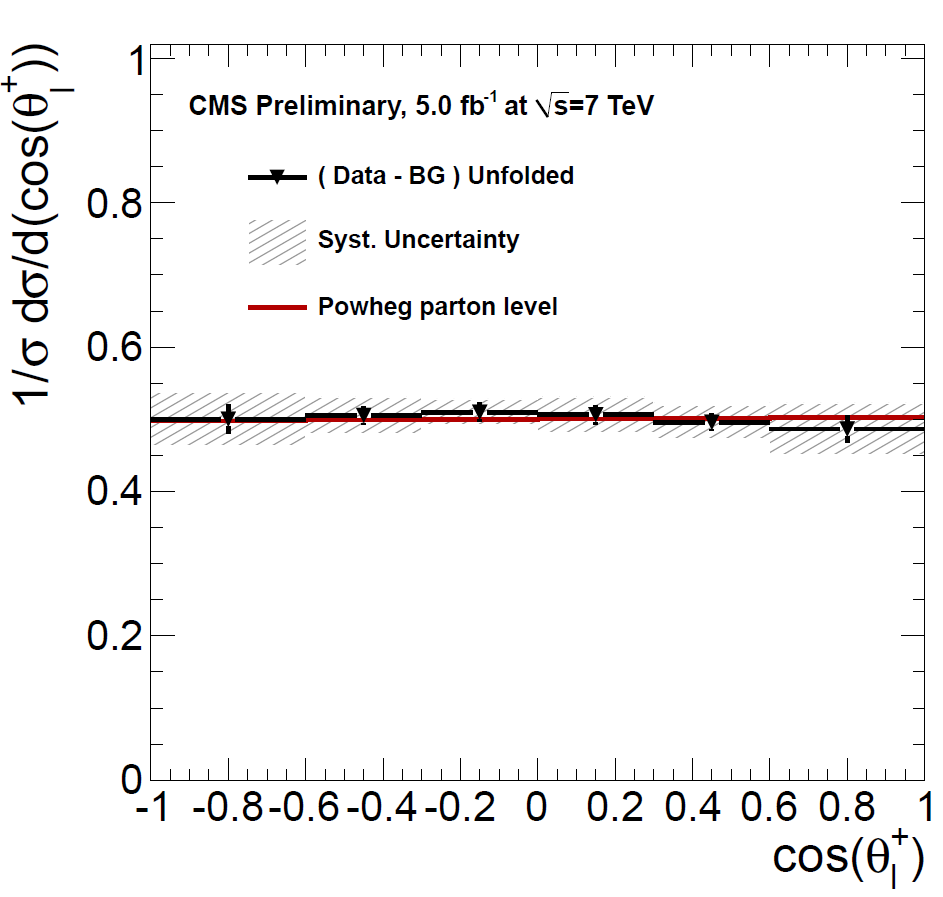 1/σ dσ/d(cos(θ_l^+))
1
0.8
0.6
0.4
0.2
0
CMS Preliminary, 5.0 fb^-1 at √s=7 TeV
( Data - BG ) Unfolded
Syst. Uncertainty
Powheg parton level
-1 -0.8 -0.6 -0.4 -0.2 0 0.2 0.4 0.6 0.8 1
cos(θ_l^+)